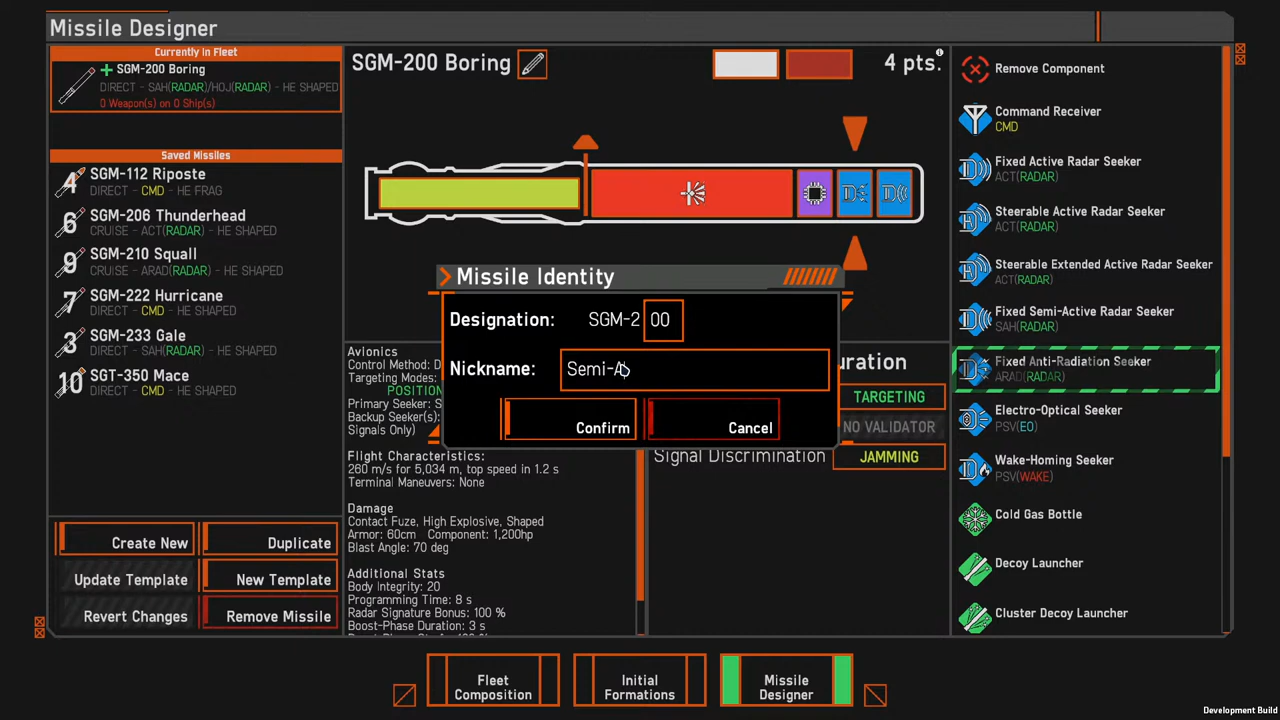 Missile Designer
Currently In Fleet
+ SGM-200 Boring
DIRECT - SAH(RADAR)/HOJ(RADAR) - HE SHAPED
0 Weapon(s) on 0 Ship(s)
Saved Missiles
4 SGM-112 Riposte
DIRECT - CMD - HE FRAG
6 SGM-206 Thunderhead
CRUISE - ACT(RADAR) - HE SHAPED
9 SGM-210 Squall
CRUISE - ARAD(RADAR) - HE SHAPED
7 SGM-222 Hurricane
DIRECT - CMD - HE SHAPED
3 SGM-233 Gale
DIRECT - SAH(RADAR) - HE SHAPED
10 SGT-350 Mace
DIRECT - CMD - HE SHAPED
Create New
Duplicate
Update Template
New Template
Revert Changes
Remove Missile
SGM-200 Boring
4 pts.
Missile Identity
Designation: SGM-2 00
Nickname: Semi-A
Confirm
Cancel
Avionics
Control Method: D
Targeting Modes:
POSITION
Primary Seeker: S
Backup Seeker(s):
Signals Only)
Flight Characteristics:
260 m/s for 5,034 m, top speed in 1.2 s
Terminal Maneuvers: None
Damage
Contact Fuze, High Explosive, Shaped
Armor: 60cm Component: 1,200hp
Blast Angle: 70 deg
Additional Stats
Body Integrity: 20
Programming Time: 8 s
Radar Signature Bonus: 100 %
Boost-Phase Duration: 3 s
uration
TARGETING
NO VALIDATOR
Signal Discrimination
JAMMING
Remove Component
Command Receiver
CMD
Fixed Active Radar Seeker
ACT(RADAR)
Steerable Active Radar Seeker
ACT(RADAR)
Steerable Extended Active Radar Seeker
ACT(RADAR)
Fixed Semi-Active Radar Seeker
SAH(RADAR)
Fixed Anti-Radiation Seeker
ARAD(RADAR)
Electro-Optical Seeker
PSV(EO)
Wake-Homing Seeker
PSV(WAKE)
Cold Gas Bottle
Decoy Launcher
Cluster Decoy Launcher
Fleet
Composition
Initial
Formations
Missile
Designer
Development Build